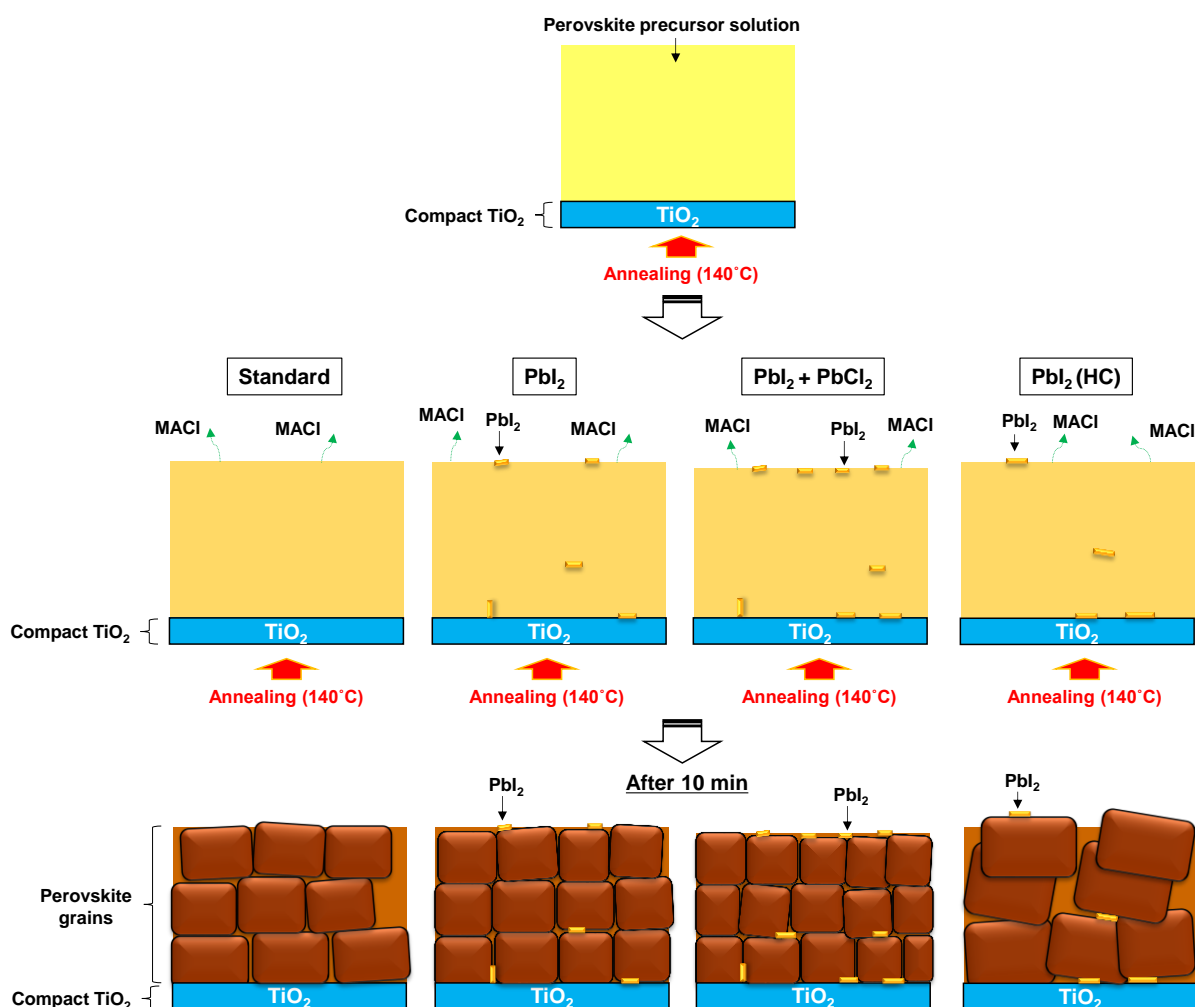 Perovskite precursor solution
Compact TiO₂
TiO₂
Annealing (140˚C)
Standard
PbI₂
PbI₂ + PbCl₂
PbI₂ (HC)
MACl
MACl
MACl
PbI₂
MACl
MACl
PbI₂
MACl
PbI₂
MACl
MACl
Compact TiO₂
TiO₂
TiO₂
TiO₂
TiO₂
Annealing (140˚C)
Annealing (140˚C)
Annealing (140˚C)
Annealing (140˚C)
After 10 min
PbI₂
PbI₂
PbI₂
Perovskite
grains
Compact TiO₂
TiO₂
TiO₂
TiO₂
TiO₂